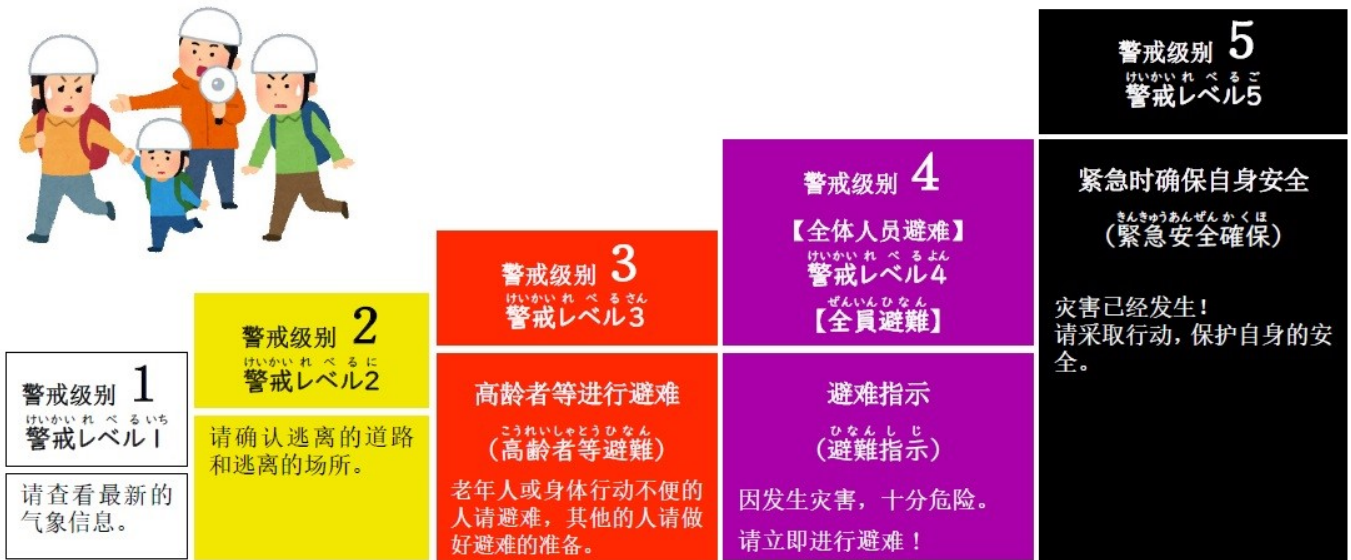 警戒级别 1
けいかい れ べ る いち
警戒レベル1
请查看最新的
气象信息。
警戒级别 2
けいかい れ べ る に
警戒レベル2
请确认逃离的道路
和逃离的场所。
警戒级别 3
けいかい れ べ る さん
警戒レベル3
高龄者等进行避难
こうれいしゃとうひなん
(高齢者等避難)
老年人或身体行动不便的
人请避难，其他的人请做
好避难的准备。
警戒级别 4
【全体人员避难】
けいかい れ べ る よん
警戒レベル4
ぜんいんひなん
【全員避難】
避难指示
ひなん し じ
(避難指示)
因发生灾害，十分危险。
请立即进行避难！
警戒级别 5
けいかい れ べ る ご
警戒レベル5
紧急时确保自身安全
きんきゅうあんぜんかくほ
(緊急安全確保)
灾害已经发生！
请采取行动，保护自身的安
全。